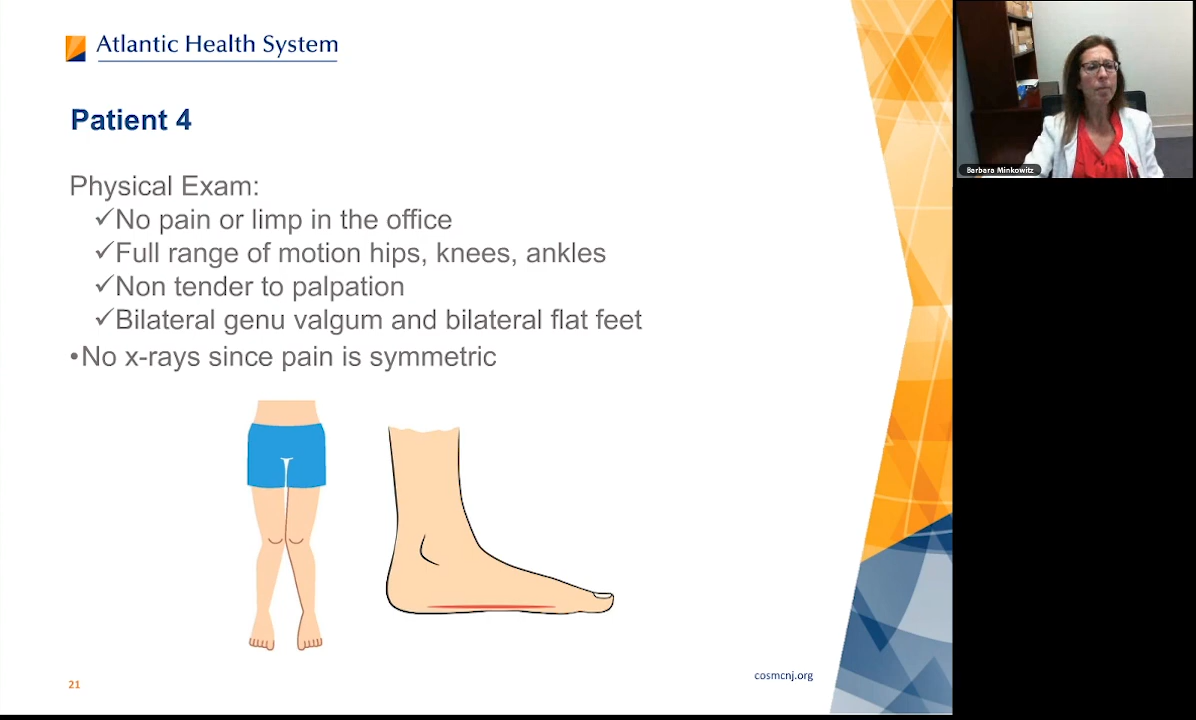 Atlantic Health System
Barbara Minkowitz
Patient 4
Physical Exam:
✓No pain or limp in the office
✓Full range of motion hips, knees, ankles
✓Non tender to palpation
✓Bilateral genu valgum and bilateral flat feet
•No x-rays since pain is symmetric
21
cosmcnj.org